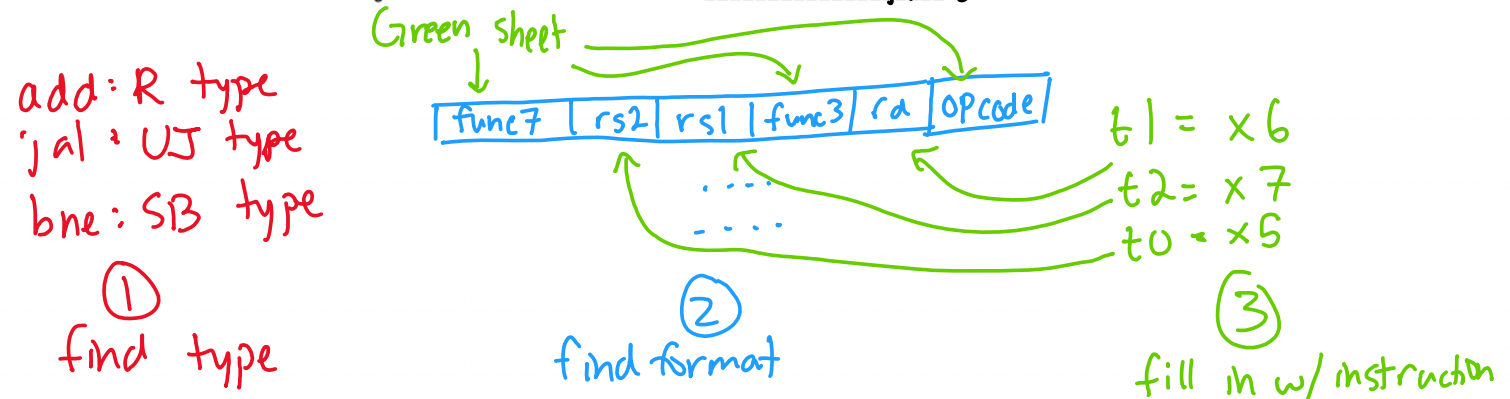 Green sheet
add: R type
jal: UJ type
bne: SB type
func7 rs2 rs1 func3 rd opcode
t1 = x6
t2 = x7
t0 = x5
1
find type
2
find format
3
fill in w/ instruction